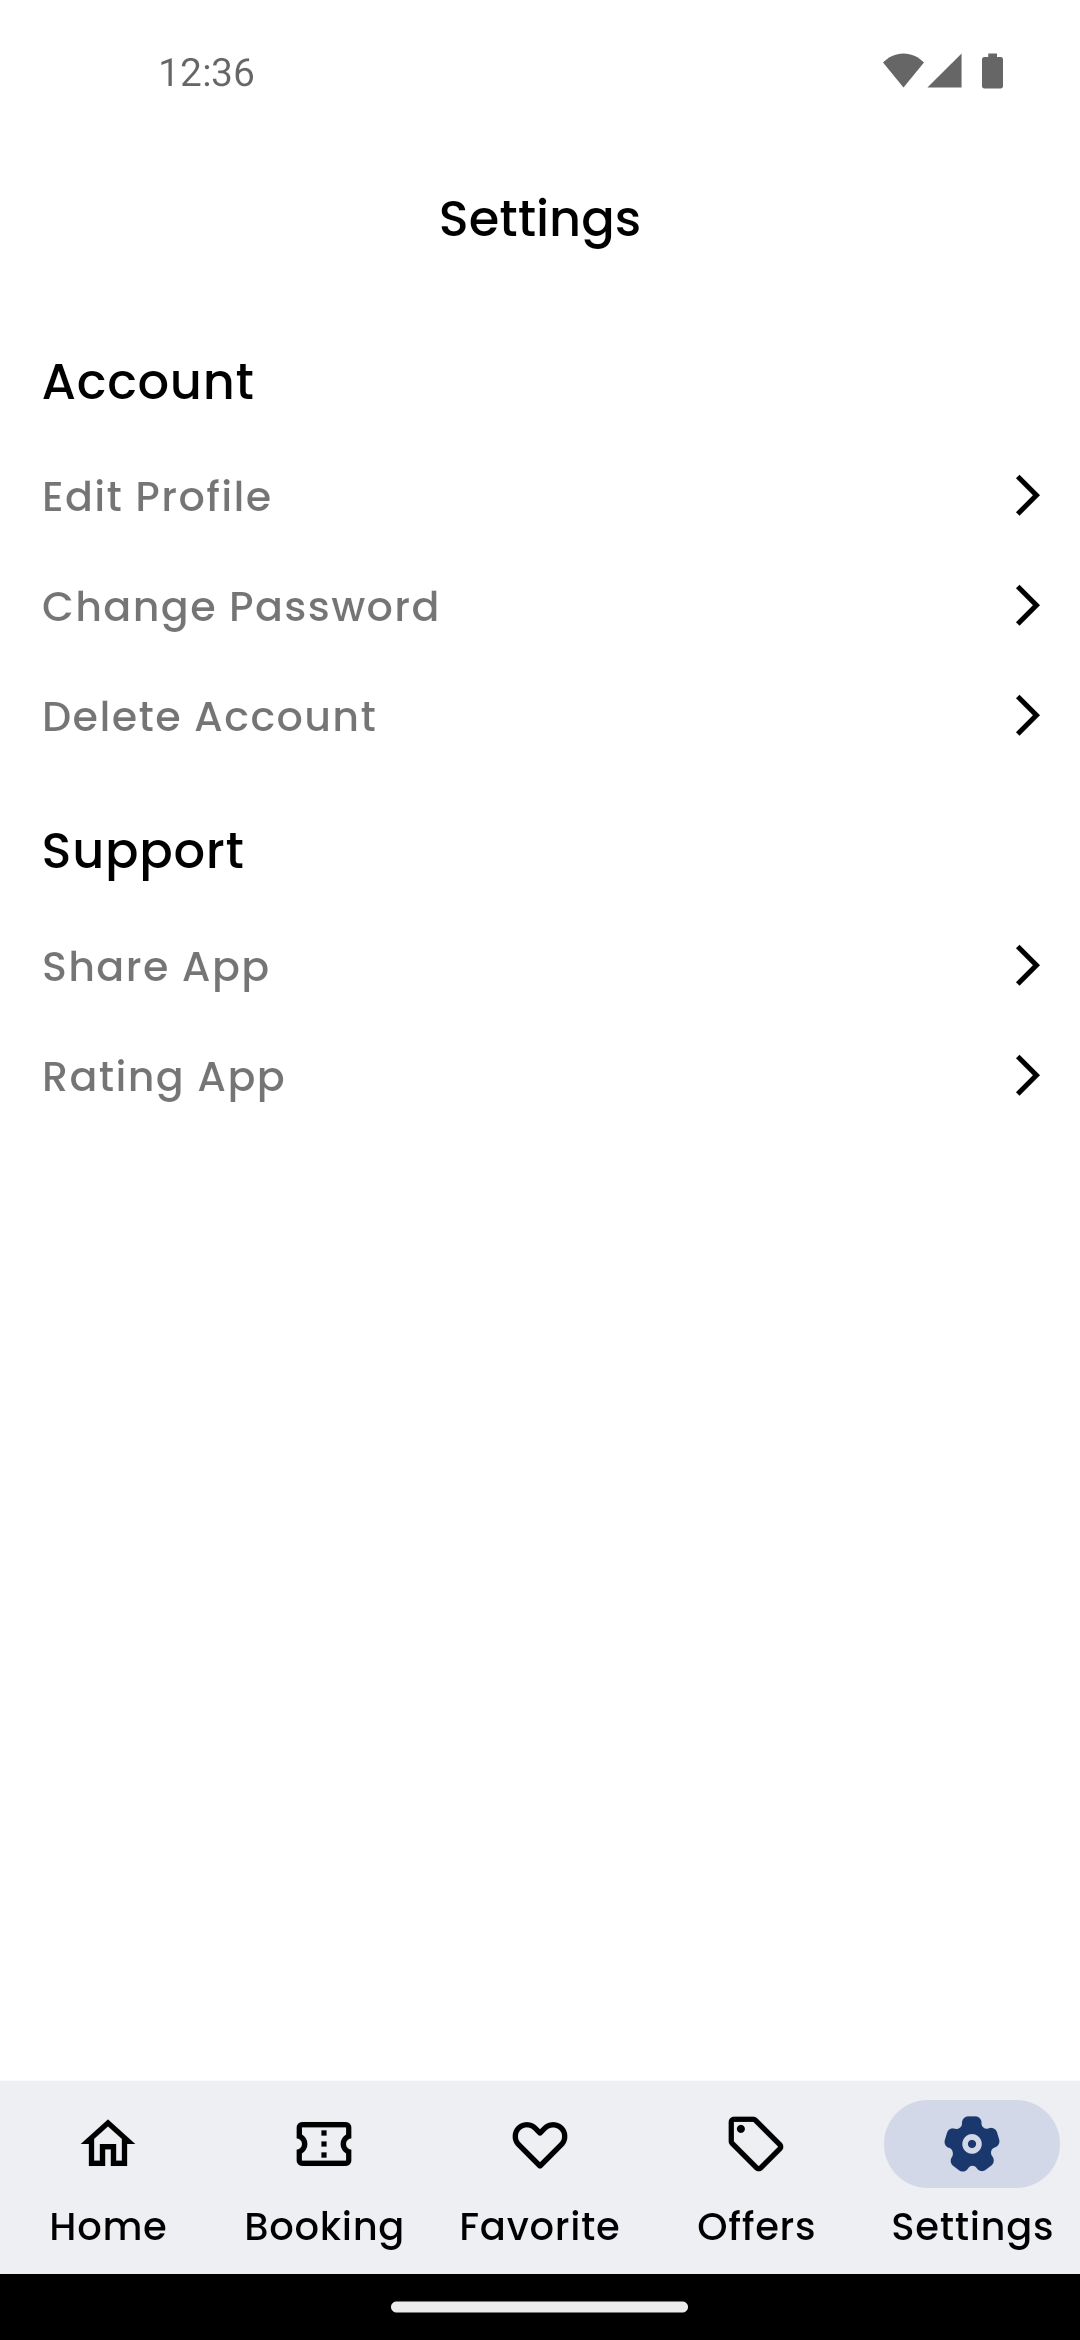 12:36
Settings
Account
Edit Profile
Change Password
Delete Account
Support
Share App
Rating App
Home Booking Favorite Offers Settings